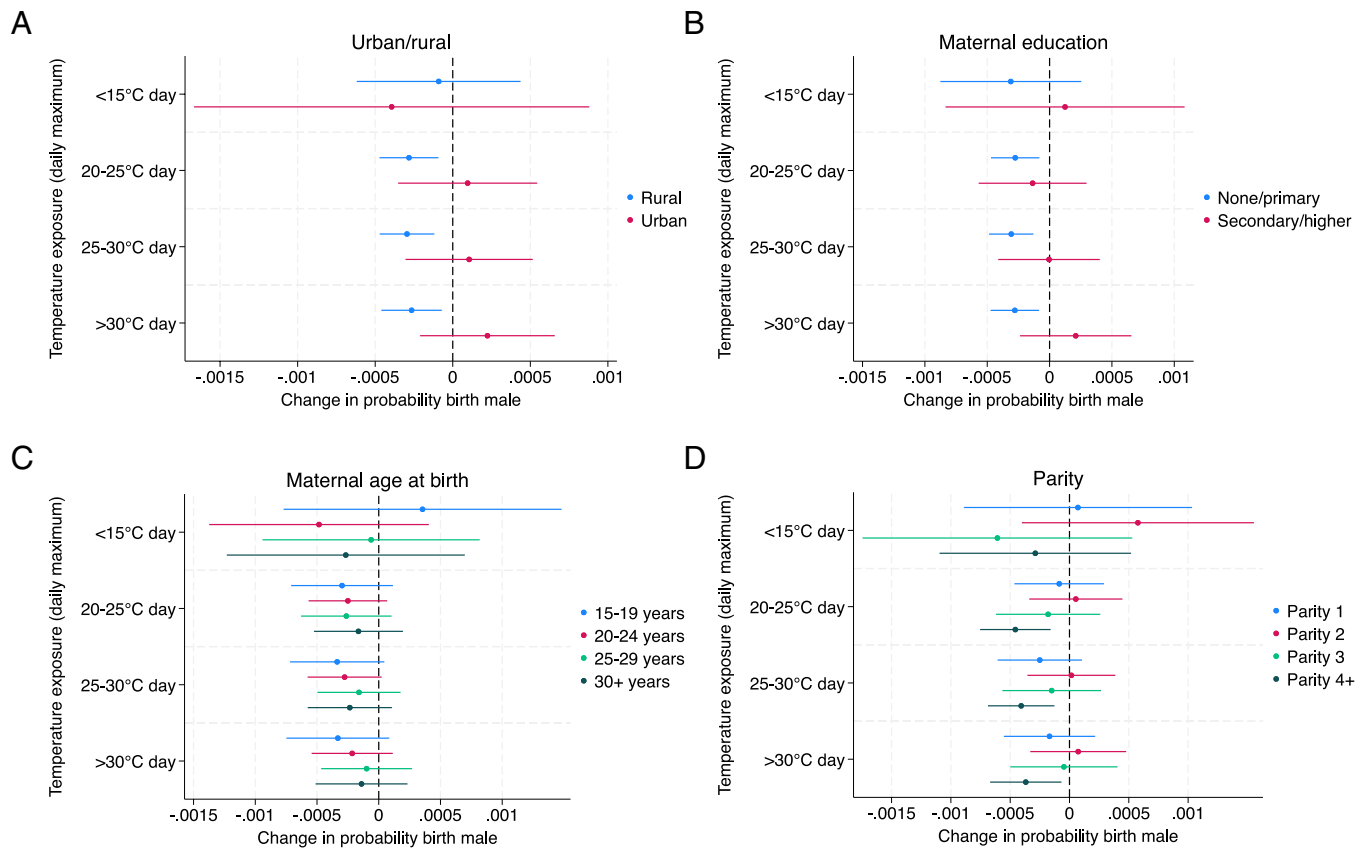 A
Urban/rural
Temperature exposure (daily maximum)
<15°C day
20-25°C day
25-30°C day
>30°C day
-.0015 -.001 -.0005 0 .0005 .001
Change in probability birth male
Rural
Urban
B
Maternal education
Temperature exposure (daily maximum)
<15°C day
20-25°C day
25-30°C day
>30°C day
-.0015 -.001 -.0005 0 .0005 .001
Change in probability birth male
None/primary
Secondary/higher
C
Maternal age at birth
Temperature exposure (daily maximum)
<15°C day
20-25°C day
25-30°C day
>30°C day
-.0015 -.001 -.0005 0 .0005 .001
Change in probability birth male
15-19 years
20-24 years
25-29 years
30+ years
D
Parity
Temperature exposure (daily maximum)
<15°C day
20-25°C day
25-30°C day
>30°C day
-.0015 -.001 -.0005 0 .0005 .001
Change in probability birth male
Parity 1
Parity 2
Parity 3
Parity 4+